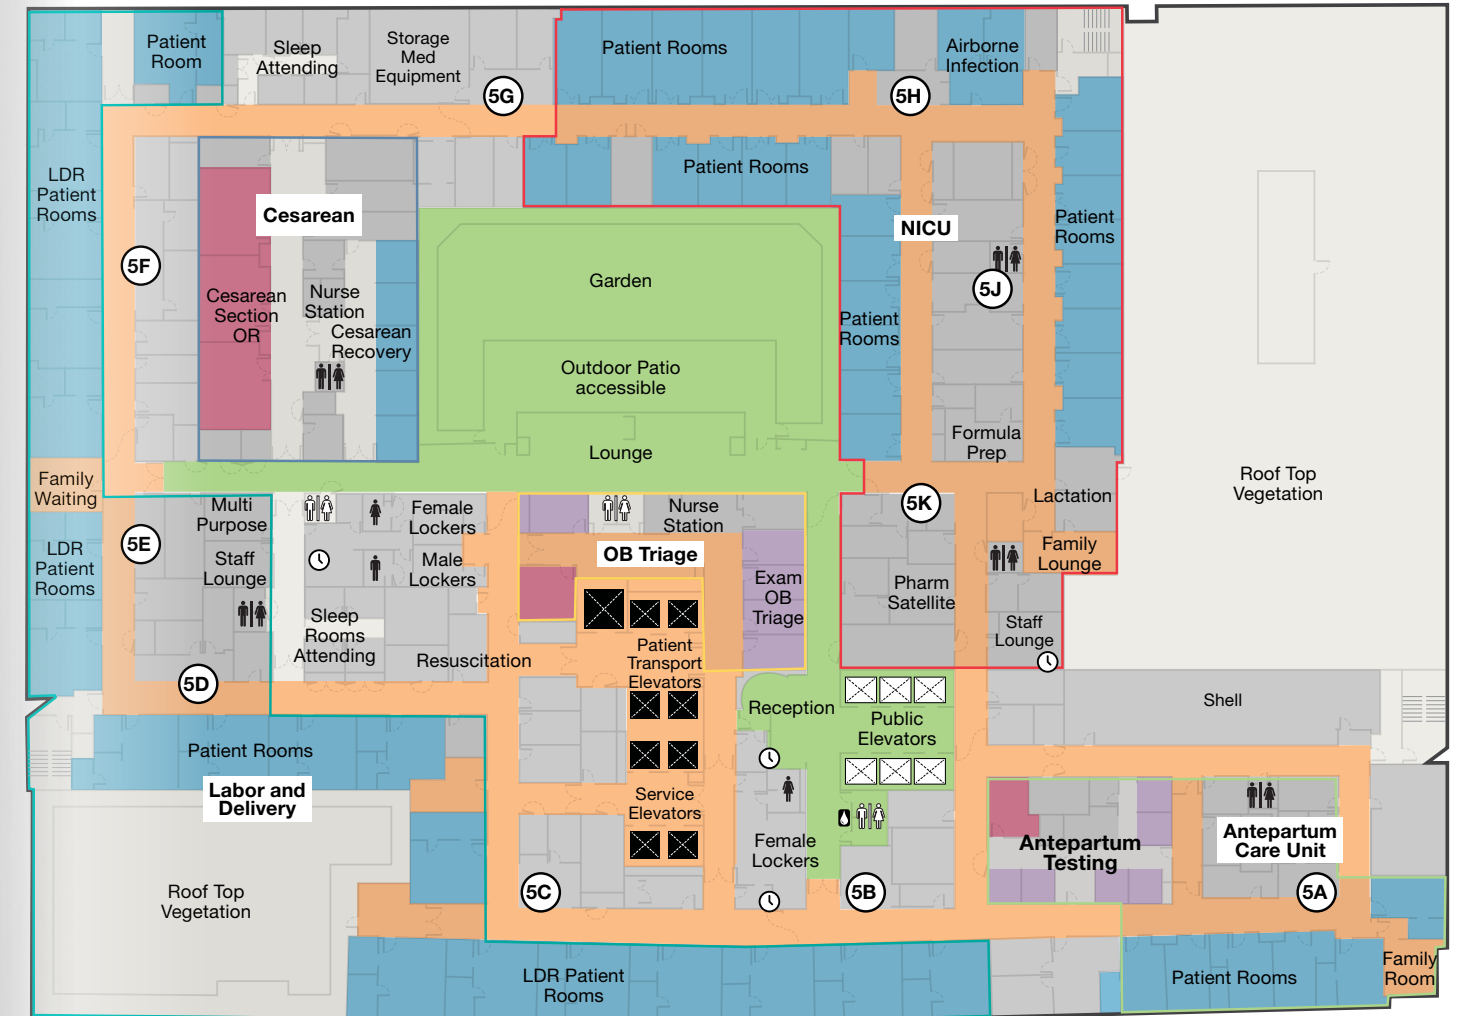 Patient
Room
Sleep
Attending
Storage
Med
Equipment
5G
Patient Rooms
5H
Airborne
Infection
LDR
Patient
Rooms
Cesarean
Patient Rooms
NICU
Patient
Rooms
5F
Cesarean
Section
OR
Nurse
Station
Cesarean
Recovery
Garden
5J
Patient
Rooms
Outdoor Patio
accessible
Lounge
Formula
Prep
Family
Waiting
Multi
Purpose
Female
Lockers
Nurse
Station
5K
Lactation
Roof Top
Vegetation
5E
LDR
Patient
Rooms
Staff
Lounge
Male
Lockers
OB Triage
Exam
OB
Triage
Pharm
Satellite
Family
Lounge
Sleep
Rooms
Attending
Resuscitation
Patient
Transport
Elevators
Staff
Lounge
5D
Reception
Public
Elevators
Shell
Patient Rooms
Labor and
Delivery
Service
Elevators
Female
Lockers
Antepartum
Testing
Antepartum
Care Unit
Roof Top
Vegetation
5C
5B
5A
LDR Patient
Rooms
Patient Rooms
Family
Room